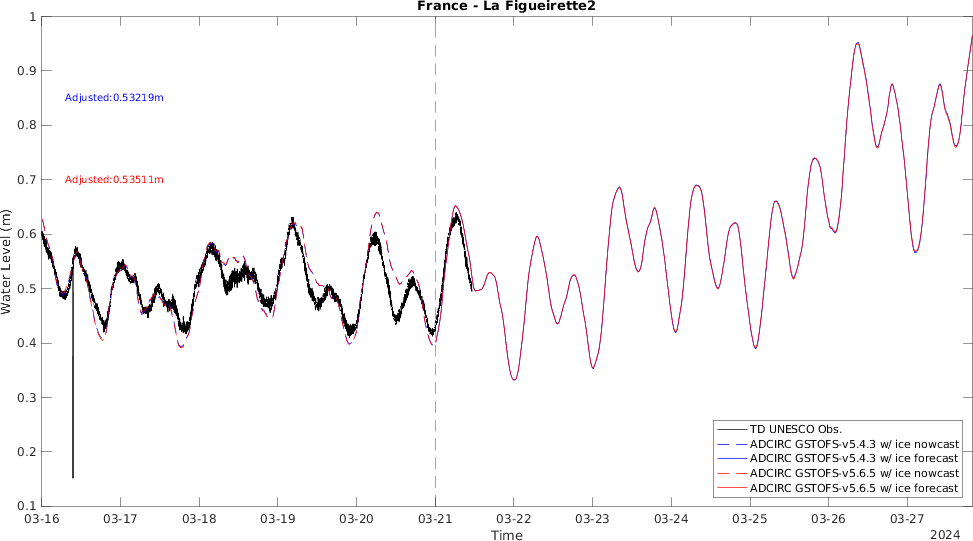 France - La Figueirette2
Water Level (m)
1
0.9
0.8
0.7
0.6
0.5
0.4
0.3
0.2
0.1
Adjusted:0.53219m
Adjusted:0.53511m
TD UNESCO Obs.
ADCIRC GSTOFS-v5.4.3 w/ ice nowcast
ADCIRC GSTOFS-v5.4.3 w/ ice forecast
ADCIRC GSTOFS-v5.6.5 w/ ice nowcast
ADCIRC GSTOFS-v5.6.5 w/ ice forecast
03-16 03-17 03-18 03-19 03-20 03-21 03-22 03-23 03-24 03-25 03-26 03-27
Time
2024